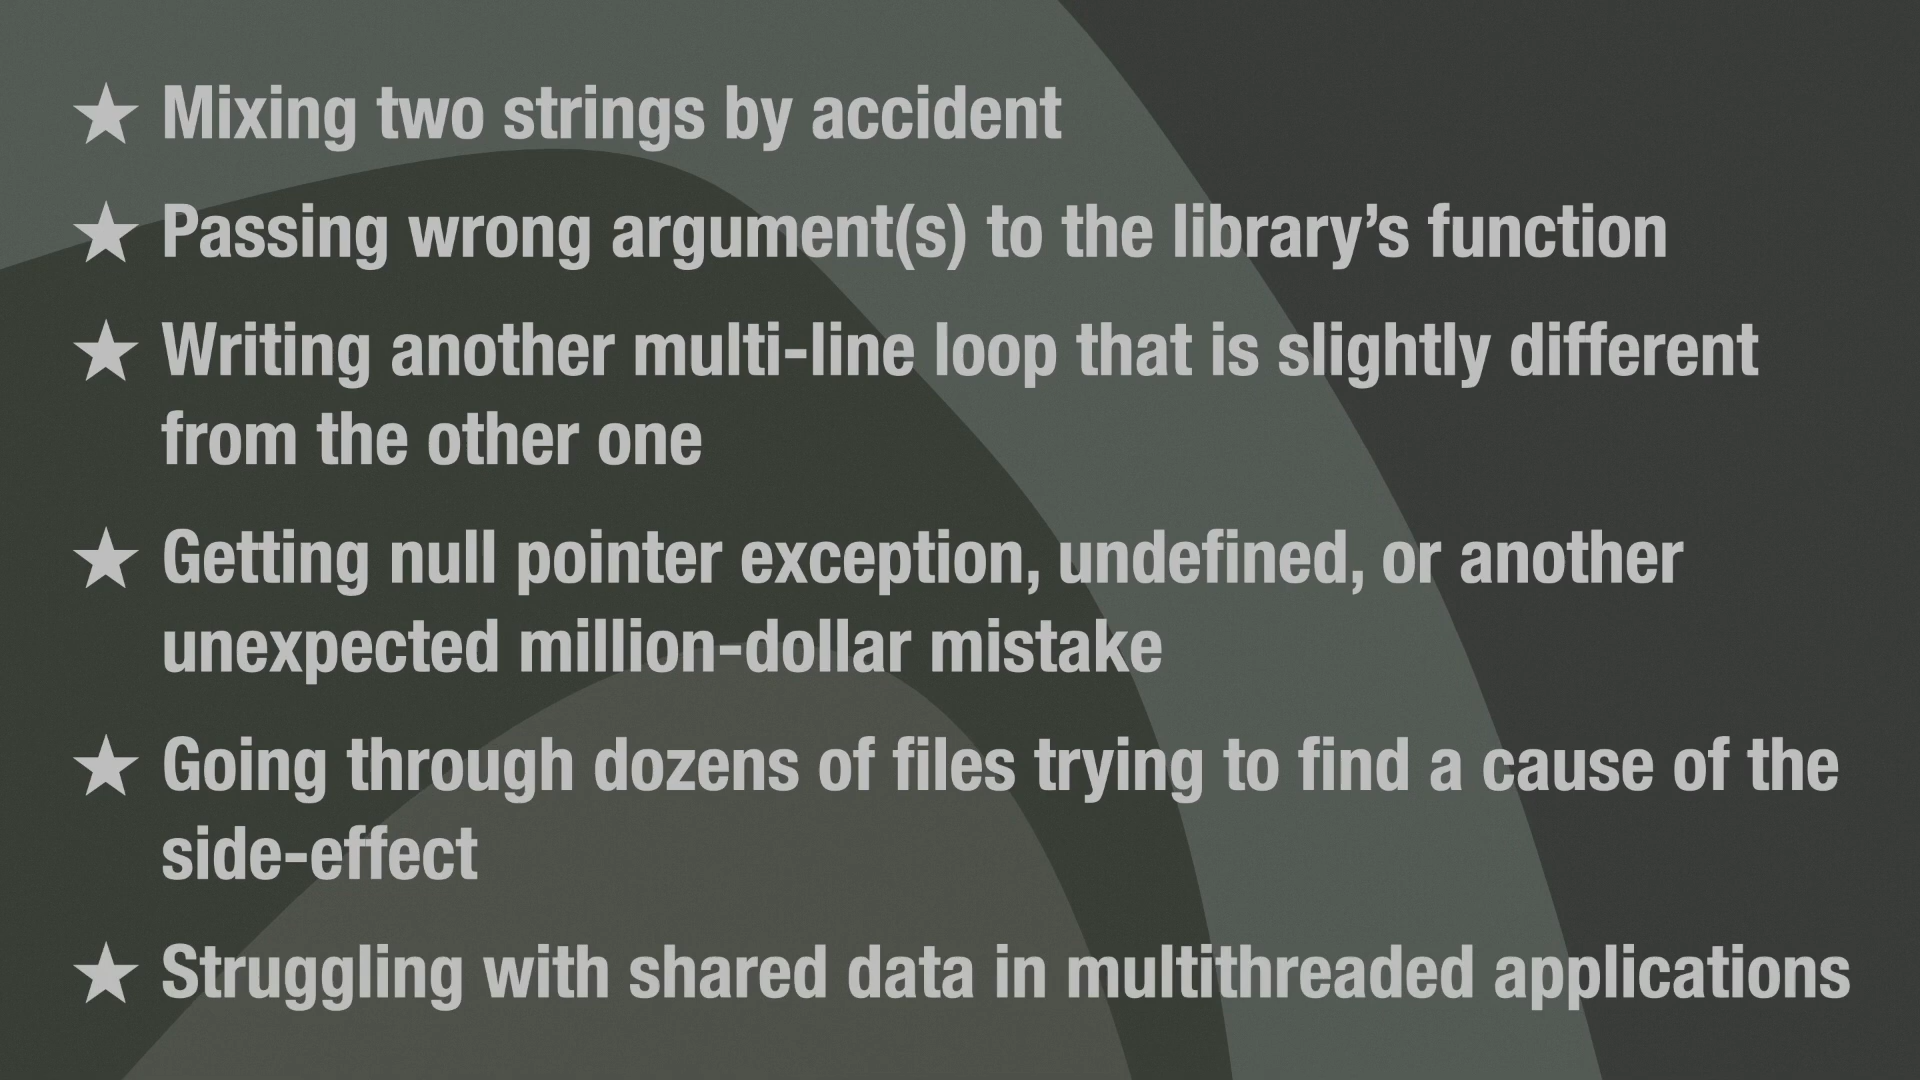 ★ Mixing two strings by accident
★ Passing wrong argument(s) to the library’s function
★ Writing another multi-line loop that is slightly different
from the other one
★ Getting null pointer exception, undefined, or another
unexpected million-dollar mistake
★ Going through dozens of files trying to find a cause of the
side-effect
★ Struggling with shared data in multithreaded applications